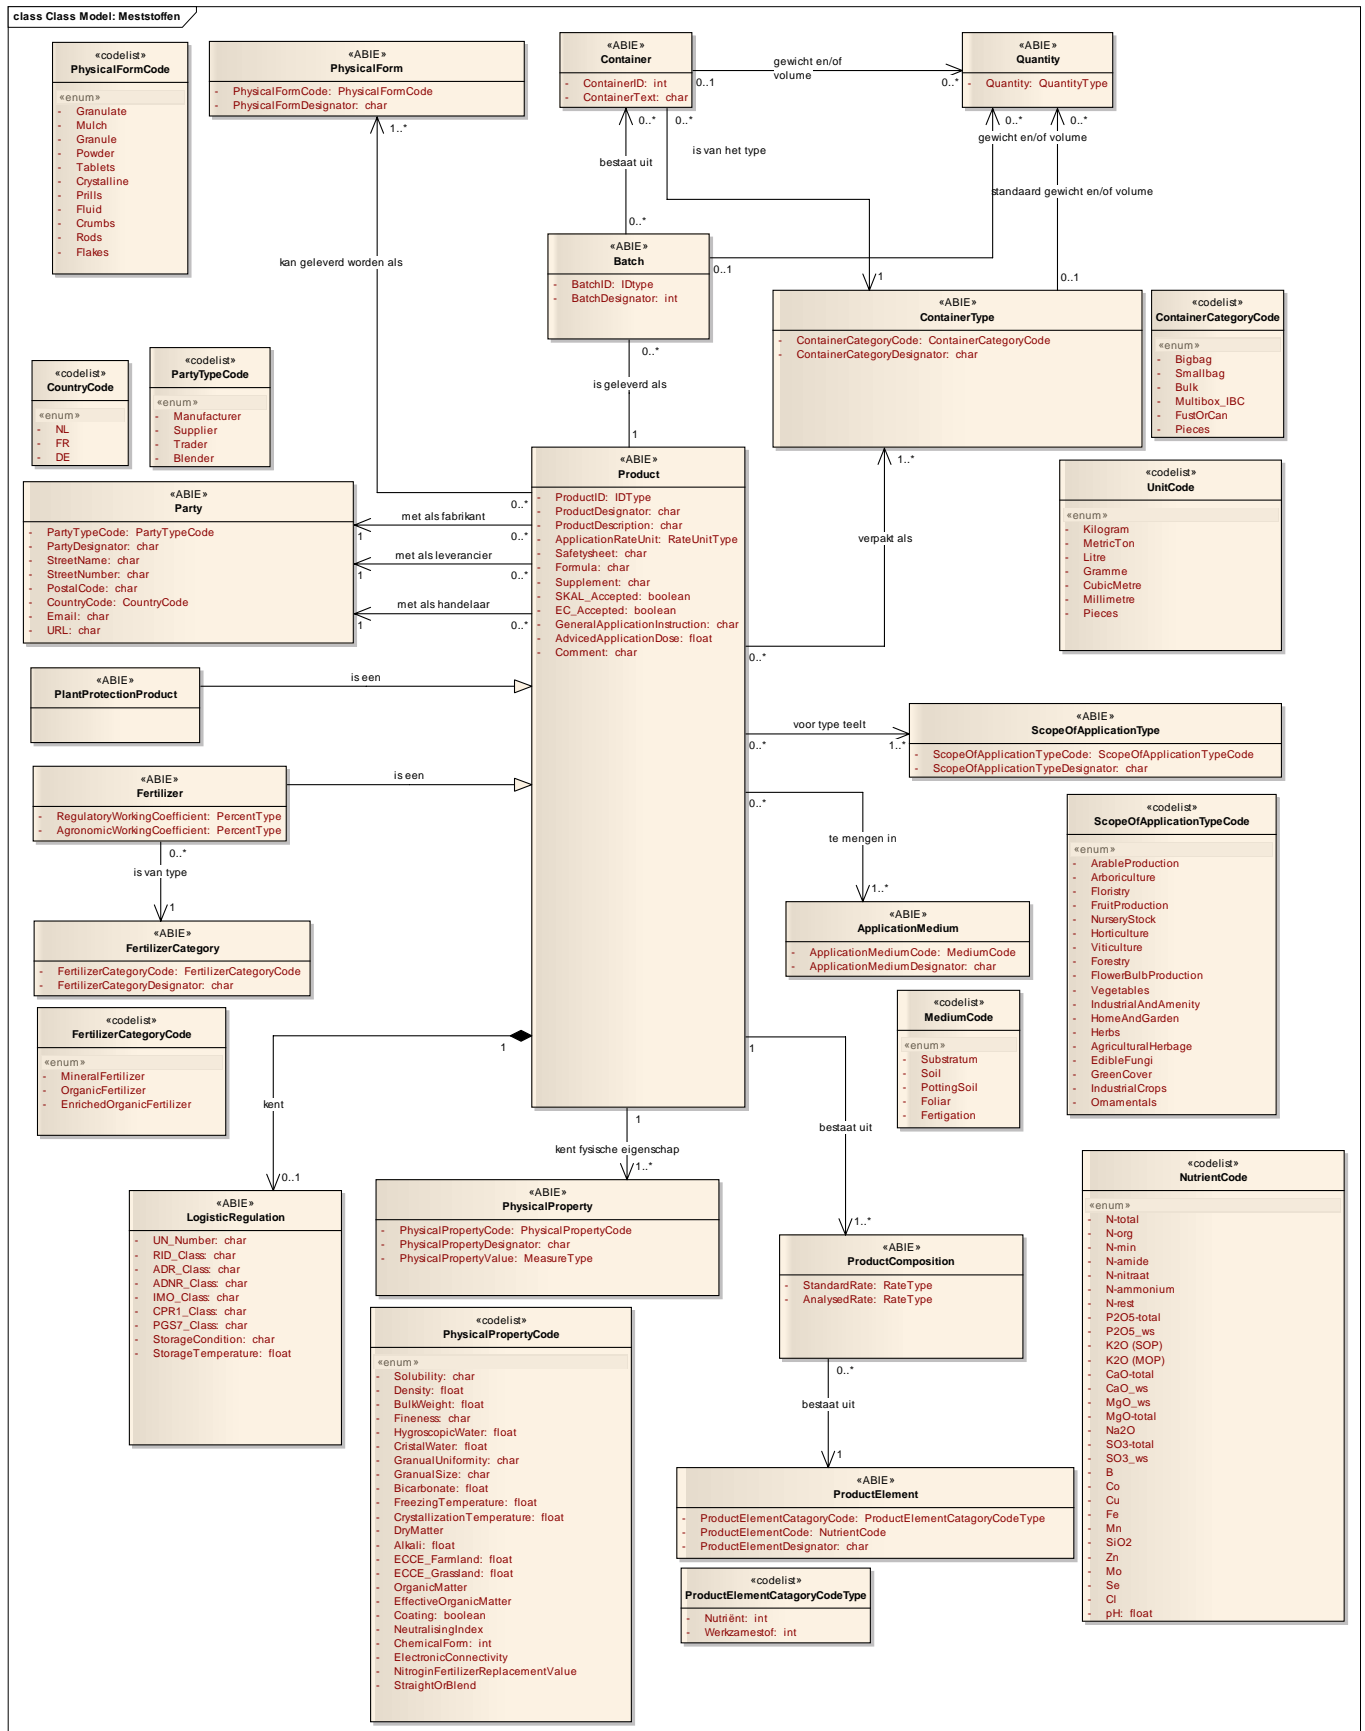 class Class Model: Meststoffen
«codelist»
PhysicalFormCode
«enum»
- Granulate
- Mulch
- Granule
- Powder
- Tablets
- Crystalline
- Prills
- Fluid
- Crumbs
- Rods
- Flakes
«ABIE»
PhysicalForm
- PhysicalFormCode: PhysicalFormCode
- PhysicalFormDesignator: char
1..*
kan geleverd worden als
0..*
«ABIE»
Container
- ContainerID: int
- ContainerText: char
gewicht en/of
volume
0..1
0..*
«ABIE»
Quantity
- Quantity: QuantityType
0..*
0..*
0..*
0..*
gewicht en/of volume
is van het type
bestaat uit
standaard gewicht en/of volume
0..*
«ABIE»
Batch
- BatchID: IDtype
- BatchDesignator: int
0..1
0..1
1
0..*
is geleverd als
1
«ABIE»
ContainerType
- ContainerCategoryCode: ContainerCategoryCode
- ContainerCategoryDesignator: char
1..*
verpakt als
0..*
«codelist»
ContainerCategoryCode
«enum»
- Bigbag
- Smallbag
- Bulk
- Multibox_IBC
- FustOrCan
- Pieces
«codelist»
CountryCode
«enum»
- NL
- FR
- DE
«codelist»
PartyTypeCode
«enum»
- Manufacturer
- Supplier
- Trader
- Blender
«codelist»
UnitCode
«enum»
- Kilogram
- MetricTon
- Litre
- Gramme
- CubicMetre
- Millimetre
- Pieces
«ABIE»
Party
- PartyTypeCode: PartyTypeCode
- PartyDesignator: char
- StreetName: char
- StreetNumber: char
- PostalCode: char
- CountryCode: CountryCode
- Email: char
- URL: char
met als fabrikant
1
0..*
met als leverancier
1
0..*
met als handelaar
1
0..*
«ABIE»
Product
- ProductID: IDType
- ProductDesignator: char
- ProductDescription: char
- ApplicationRateUnit: RateUnitType
- Safetysheet: char
- Formula: char
- Supplement: char
- SKAL_Accepted: boolean
- EC_Accepted: boolean
- GeneralApplicationInstruction: char
- AdvicedApplicationDose: float
- Comment: char
«ABIE»
PlantProtectionProduct
is een
«ABIE»
Fertilizer
- RegulatoryWorkingCoefficient: PercentType
- AgronomicWorkingCoefficient: PercentType
is een
0..*
is van type
1
«ABIE»
FertilizerCategory
- FertilizerCategoryCode: FertilizerCategoryCode
- FertilizerCategoryDesignator: char
«codelist»
FertilizerCategoryCode
«enum»
- MineralFertilizer
- OrganicFertilizer
- EnrichedOrganicFertilizer
voor type teelt
0..*
1..*
«ABIE»
ScopeOfApplicationType
- ScopeOfApplicationTypeCode: ScopeOfApplicationTypeCode
- ScopeOfApplicationTypeDesignator: char
0..*
te mengen in
1..*
«ABIE»
ApplicationMedium
- ApplicationMediumCode: MediumCode
- ApplicationMediumDesignator: char
«codelist»
MediumCode
«enum»
- Substratum
- Soil
- PottingSoil
- Foliar
- Fertigation
«codelist»
ScopeOfApplicationTypeCode
«enum»
- ArableProduction
- Arboriculture
- Floristry
- FruitProduction
- NurseryStock
- Horticulture
- Viticulture
- Forestry
- FlowerBulbProduction
- Vegetables
- IndustrialAndAmenity
- HomeAndGarden
- Herbs
- AgriculturalHerbage
- EdibleFungi
- GreenCover
- IndustrialCrops
- Ornamentals
1
kent
0..1
«ABIE»
LogisticRegulation
- UN_Number: char
- RID_Class: char
- ADR_Class: char
- ADNR_Class: char
- IMO_Class: char
- CPR1_Class: char
- PGS7_Class: char
- StorageCondition: char
- StorageTemperature: float
1
kent fysische eigenschap
1..*
«ABIE»
PhysicalProperty
- PhysicalPropertyCode: PhysicalPropertyCode
- PhysicalPropertyDesignator: char
- PhysicalPropertyValue: MeasureType
«codelist»
PhysicalPropertyCode
«enum»
- Solubility: char
- Density: float
- BulkWeight: float
- Fineness: char
- HygroscopicWater: float
- CristalWater: float
- GranualUniformity: char
- GranualSize: char
- Bicarbonate: float
- FreezingTemperature: float
- CrystallizationTemperature: float
- DryMatter
- Alkali: float
- ECCE_Farmland: float
- ECCE_Grassland: float
- OrganicMatter
- EffectiveOrganicMatter
- Coating: boolean
- NeutralisingIndex
- ChemicalForm: int
- ElectronicConnectivity
- NitroginFertilizerReplacementValue
- StraightOrBlend
1
bestaat uit
1..*
«ABIE»
ProductComposition
- StandardRate: RateType
- AnalysedRate: RateType
0..*
bestaat uit
1
«ABIE»
ProductElement
- ProductElementCatagoryCode: ProductElementCatagoryCodeType
- ProductElementCode: NutrientCode
- ProductElementDesignator: char
«codelist»
ProductElementCatagoryCodeType
- Nutriënt: int
- Werkzamestof: int
«codelist»
NutrientCode
«enum»
- N-total
- N-org
- N-min
- N-amide
- N-nitraat
- N-ammonium
- N-rest
- P2O5-total
- P2O5_ws
- K2O (SOP)
- K2O (MOP)
- CaO-total
- CaO_ws
- MgO_ws
- MgO-total
- Na2O
- SO3-total
- SO3_ws
- B
- Co
- Cu
- Fe
- Mn
- SiO2
- Zn
- Mo
- Se
- Cl
- pH: float